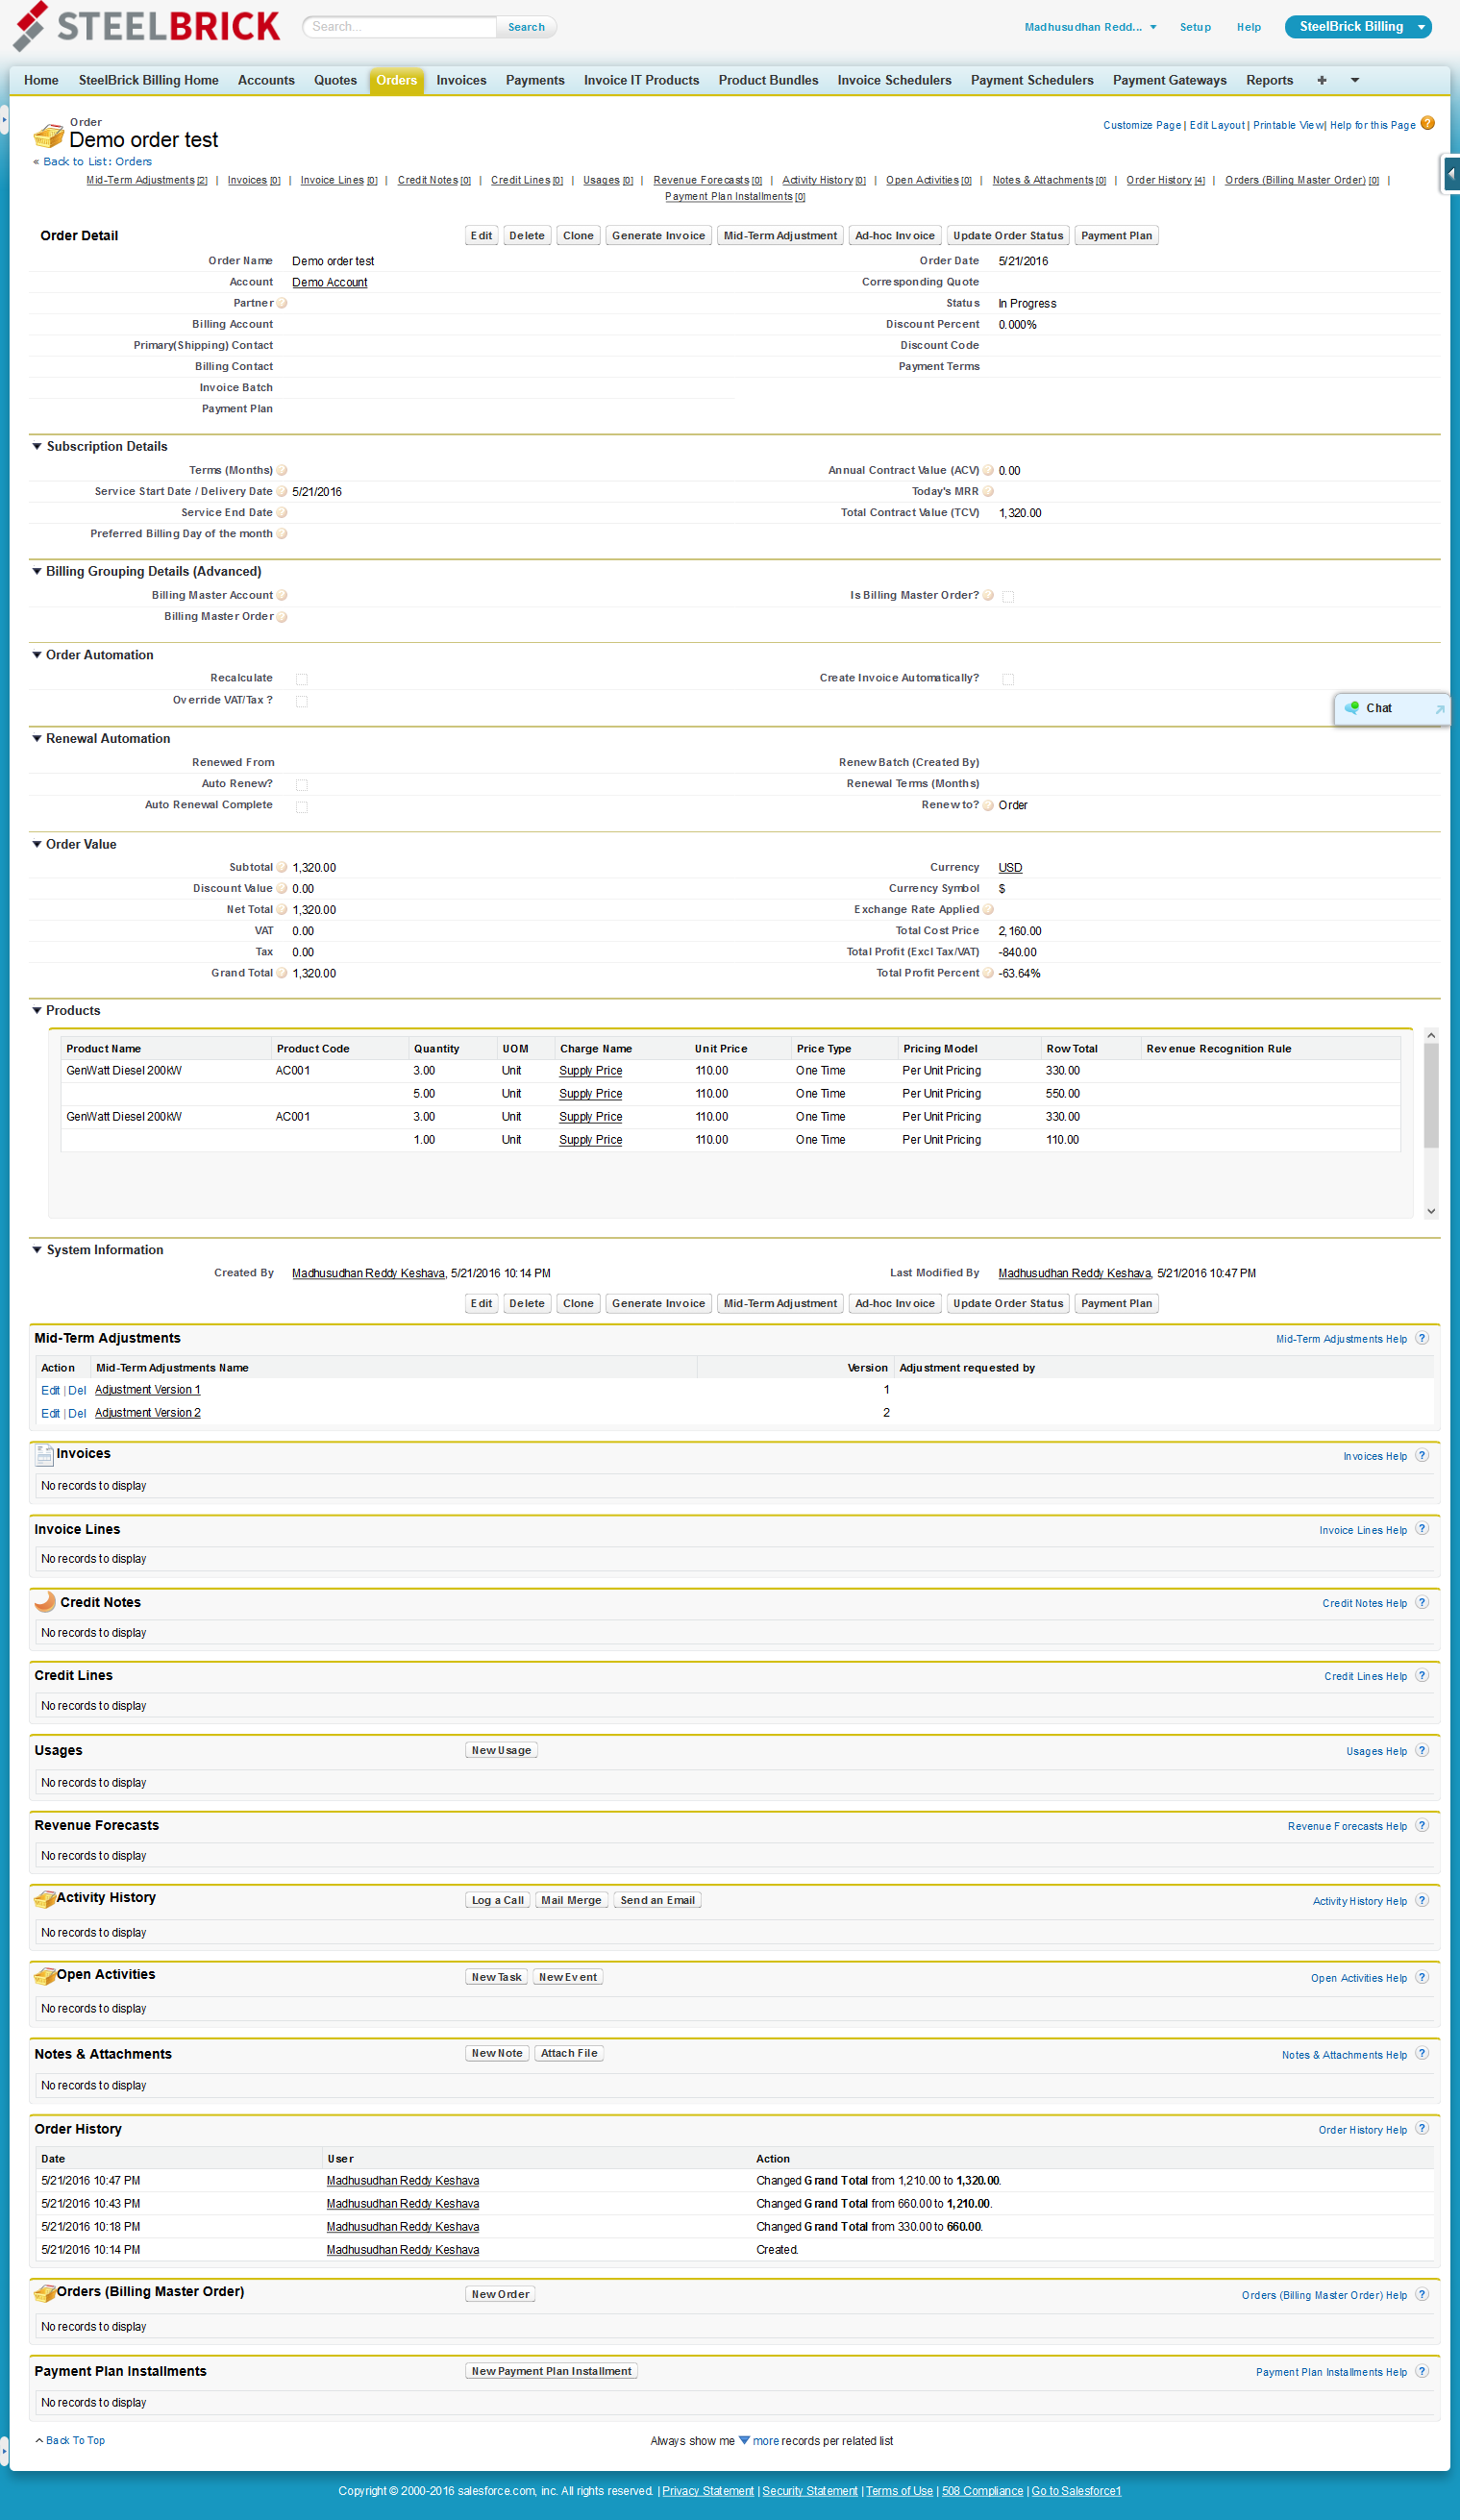 STEELBRICK
Search... Search Madhusudhan Redd... Setup Help SteelBrick Billing
Home SteelBrick Billing Home Accounts Quotes Orders Invoices Payments Invoice IT Products Product Bundles Invoice Schedulers Payment Schedulers Payment Gateways Reports +
Order
Demo order test
Customize Page | Edit Layout | Printable View | Help for this Page ?
« Back to List: Orders
Mid-Term Adjustments [2] | Invoices [0] | Invoice Lines [0] | Credit Notes [0] | Credit Lines [0] | Usages [0] | Revenue Forecasts [0] | Activity History [0] | Open Activities [0] | Notes & Attachments [0] | Order History [4] | Orders (Billing Master Order) [0] |
Payment Plan Installments [0]
Order Detail Edit Delete Clone Generate Invoice Mid-Term Adjustment Ad-hoc Invoice Update Order Status Payment Plan
Order Name Demo order test Order Date 5/21/2016
Account Demo Account Corresponding Quote
Partner ? Status In Progress
Billing Account Discount Percent 0.000%
Primary(Shipping) Contact Discount Code
Billing Contact Payment Terms
Invoice Batch
Payment Plan
Subscription Details
Terms (Months) ? Annual Contract Value (ACV) ? 0.00
Service Start Date / Delivery Date ? 5/21/2016 Today's MRR ?
Service End Date ? Total Contract Value (TCV) 1,320.00
Preferred Billing Day of the month ?
Billing Grouping Details (Advanced)
Billing Master Account ? Is Billing Master Order? ?
Billing Master Order ?
Order Automation
Recalculate Create Invoice Automatically?
Override VAT/Tax ?
Chat
Renewal Automation
Renewed From Renew Batch (Created By)
Auto Renew? Renewal Terms (Months)
Auto Renewal Complete Renew to? ? Order
Order Value
Subtotal ? 1,320.00 Currency USD
Discount Value ? 0.00 Currency Symbol $
Net Total ? 1,320.00 Exchange Rate Applied ?
VAT 0.00 Total Cost Price 2,160.00
Tax 0.00 Total Profit (Excl Tax/VAT) -840.00
Grand Total ? 1,320.00 Total Profit Percent ? -63.64%
Products
Product Name Product Code Quantity UOM Charge Name Unit Price Price Type Pricing Model Row Total Revenue Recognition Rule
GenWatt Diesel 200kW AC001 3.00 Unit Supply Price 110.00 One Time Per Unit Pricing 330.00
5.00 Unit Supply Price 110.00 One Time Per Unit Pricing 550.00
GenWatt Diesel 200kW AC001 3.00 Unit Supply Price 110.00 One Time Per Unit Pricing 330.00
1.00 Unit Supply Price 110.00 One Time Per Unit Pricing 110.00
System Information
Created By Madhusudhan Reddy Keshava, 5/21/2016 10:14 PM Last Modified By Madhusudhan Reddy Keshava, 5/21/2016 10:47 PM
Edit Delete Clone Generate Invoice Mid-Term Adjustment Ad-hoc Invoice Update Order Status Payment Plan
Mid-Term Adjustments Mid-Term Adjustments Help ?
Action Mid-Term Adjustments Name Version Adjustment requested by
Edit | Del Adjustment Version 1 1
Edit | Del Adjustment Version 2 2
Invoices Invoices Help ?
No records to display
Invoice Lines Invoice Lines Help ?
No records to display
Credit Notes Credit Notes Help ?
No records to display
Credit Lines Credit Lines Help ?
No records to display
Usages New Usage Usages Help ?
No records to display
Revenue Forecasts Revenue Forecasts Help ?
No records to display
Activity History Log a Call Mail Merge Send an Email Activity History Help ?
No records to display
Open Activities New Task New Event Open Activities Help ?
No records to display
Notes & Attachments New Note Attach File Notes & Attachments Help ?
No records to display
Order History Order History Help ?
Date User Action
5/21/2016 10:47 PM Madhusudhan Reddy Keshava Changed Grand Total from 1,210.00 to 1,320.00.
5/21/2016 10:43 PM Madhusudhan Reddy Keshava Changed Grand Total from 660.00 to 1,210.00.
5/21/2016 10:18 PM Madhusudhan Reddy Keshava Changed Grand Total from 330.00 to 660.00.
5/21/2016 10:14 PM Madhusudhan Reddy Keshava Created.
Orders (Billing Master Order) New Order Orders (Billing Master Order) Help ?
No records to display
Payment Plan Installments New Payment Plan Installment Payment Plan Installments Help ?
No records to display
Back To Top Always show me more records per related list
Copyright © 2000-2016 salesforce.com, inc. All rights reserved. | Privacy Statement | Security Statement | Terms of Use | 508 Compliance | Go to Salesforce1